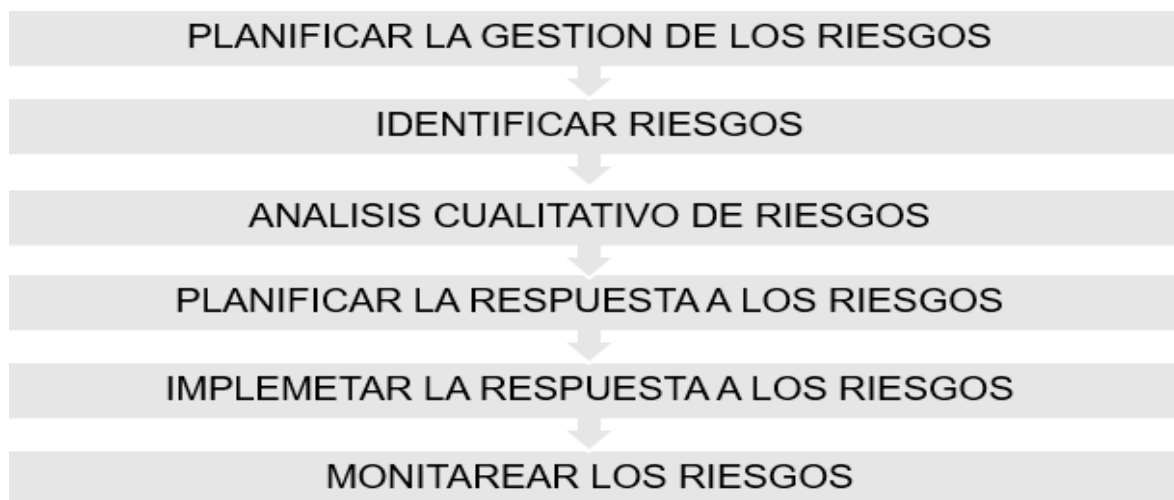 PLANIFICAR LA GESTION DE LOS RIESGOS
IDENTIFICAR RIESGOS
ANALISIS CUALITATIVO DE RIESGOS
PLANIFICAR LA RESPUESTA A LOS RIESGOS
IMPLEMETAR LA RESPUESTA A LOS RIESGOS
MONITAREAR LOS RIESGOS